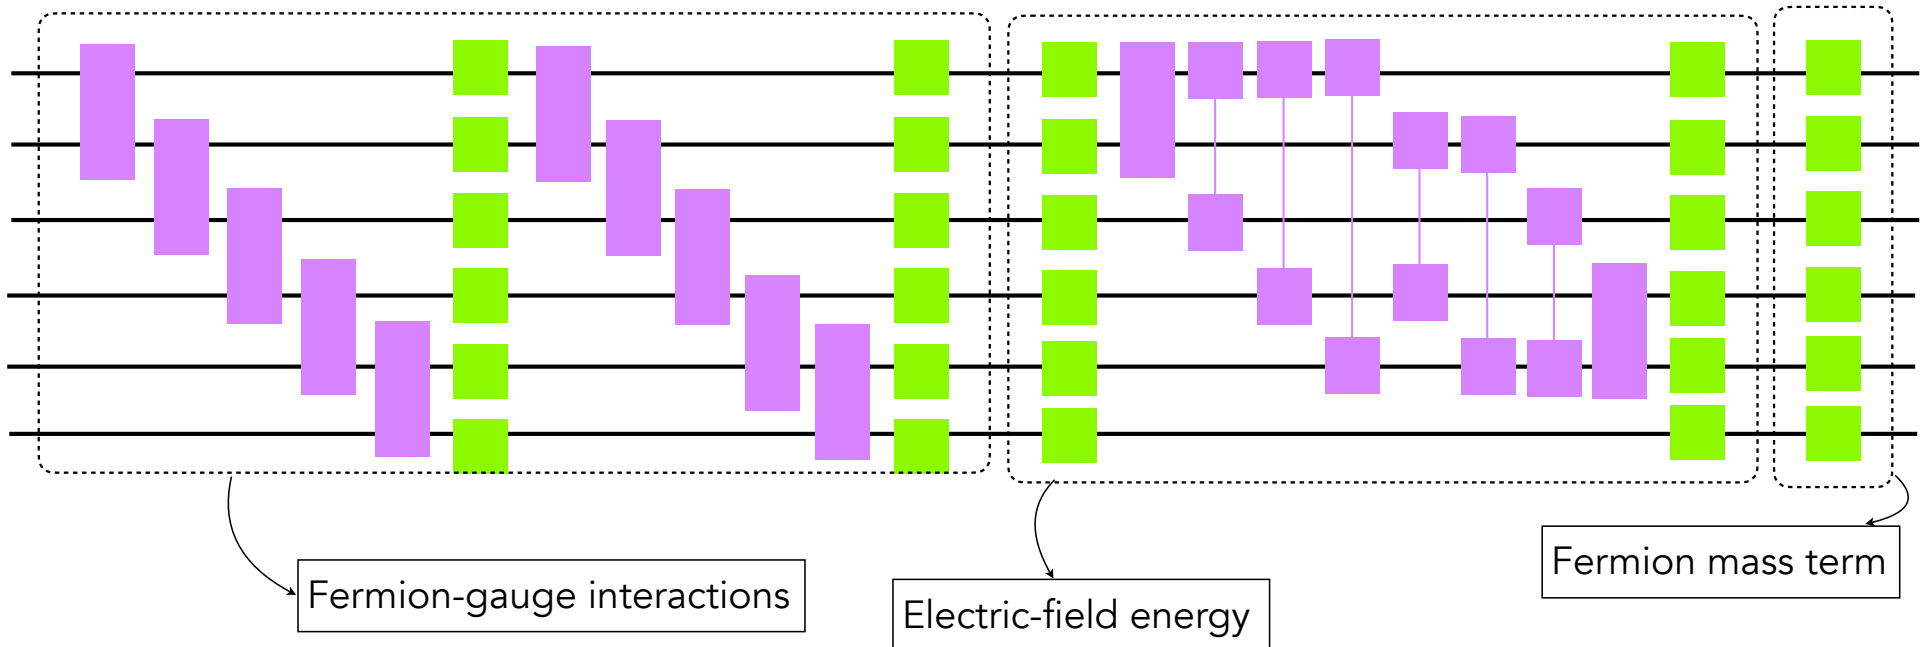 Fermion-gauge interactions
Electric-field energy
Fermion mass term